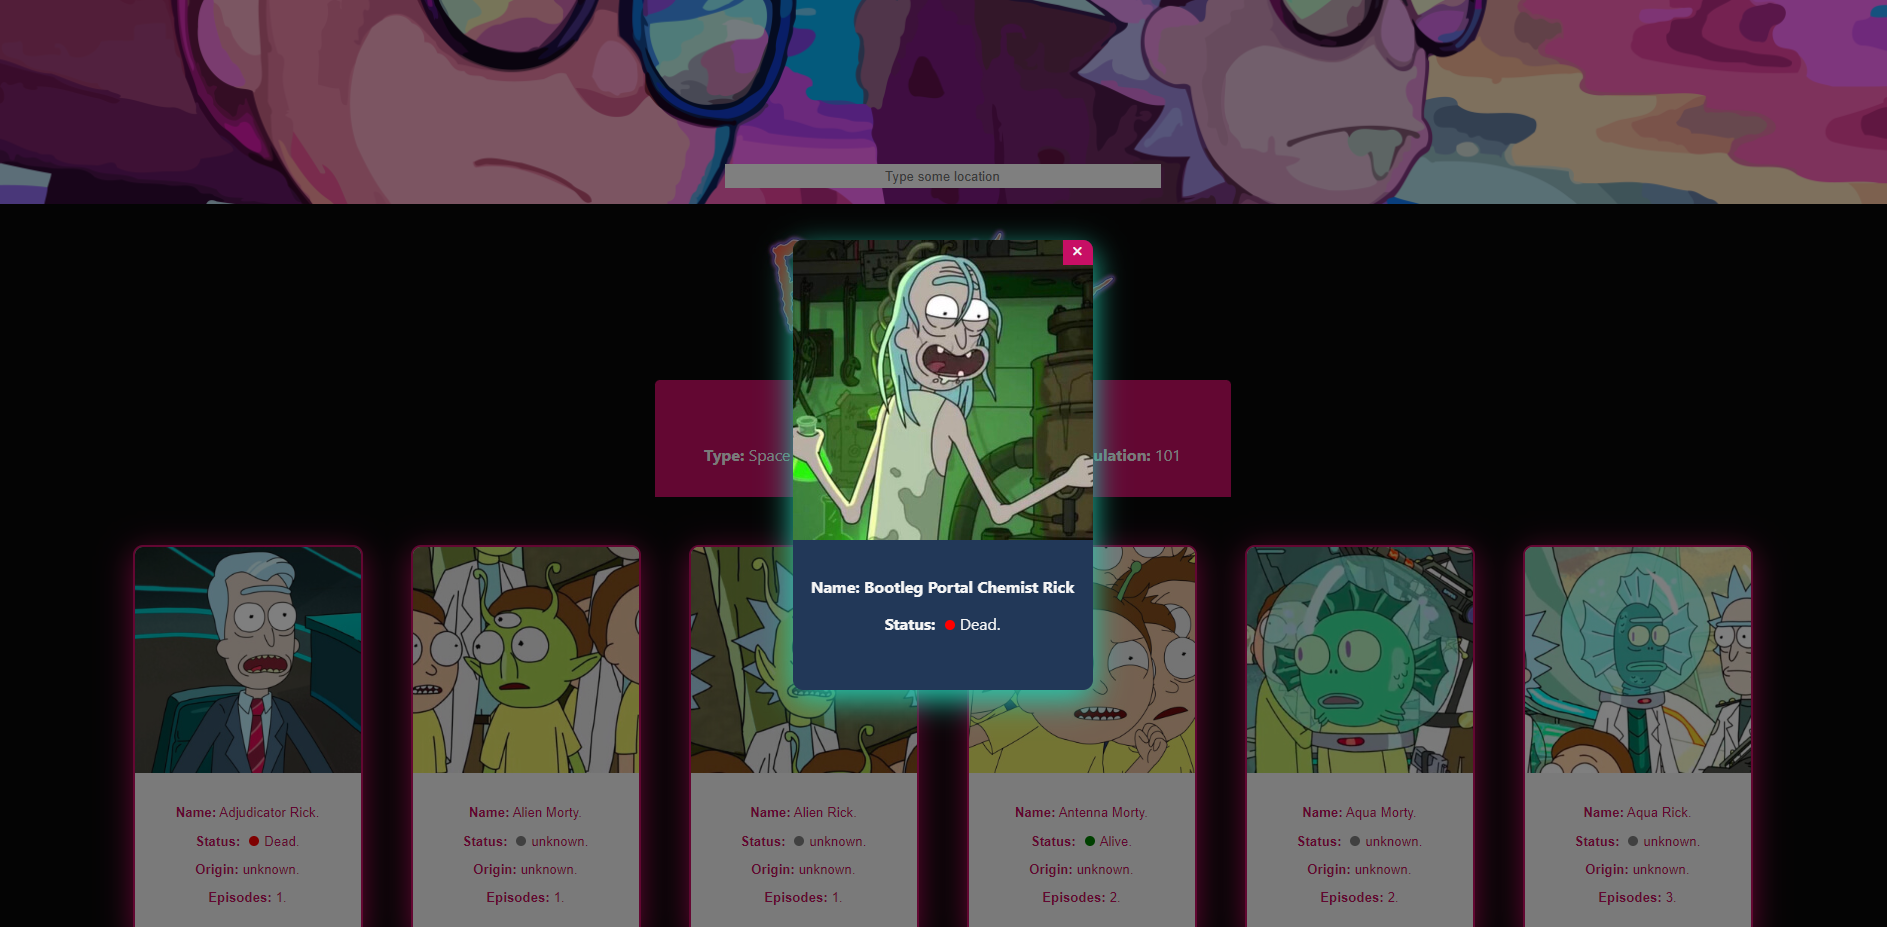 Type some location
×
Type: Space
ulation: 101
Name: Bootleg Portal Chemist Rick
Status: Dead.
Name: Adjudicator Rick.
Status: Dead.
Origin: unknown.
Episodes: 1.
Name: Alien Morty.
Status: unknown.
Origin: unknown.
Episodes: 1.
Name: Alien Rick.
Status: unknown.
Origin: unknown.
Episodes: 1.
Name: Antenna Morty.
Status: Alive.
Origin: unknown.
Episodes: 2.
Name: Aqua Morty.
Status: unknown.
Origin: unknown.
Episodes: 2.
Name: Aqua Rick.
Status: unknown.
Origin: unknown.
Episodes: 3.